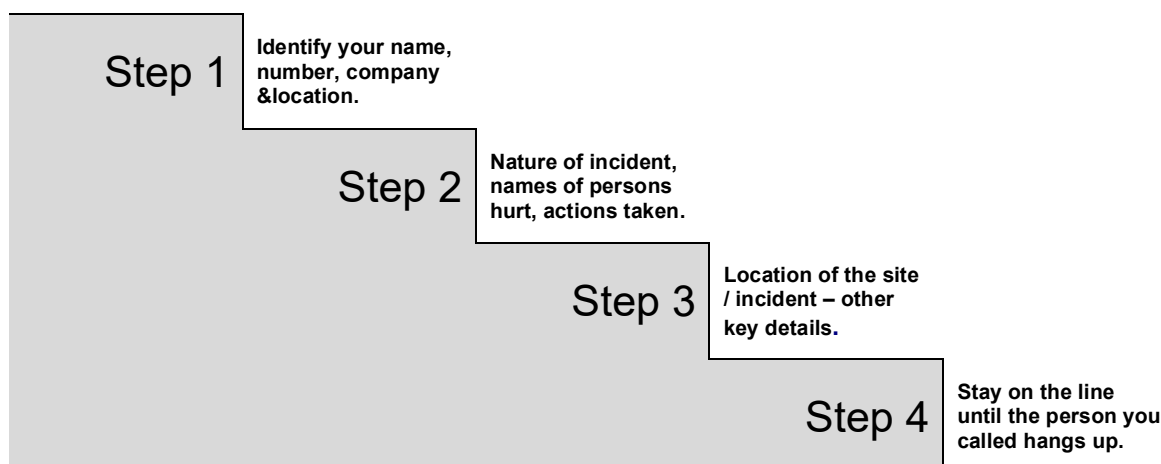 Step 1
Identify your name,
number, company
&location.
Step 2
Nature of incident,
names of persons
hurt, actions taken.
Step 3
Location of the site
/ incident – other
key details.
Step 4
Stay on the line
until the person you
called hangs up.